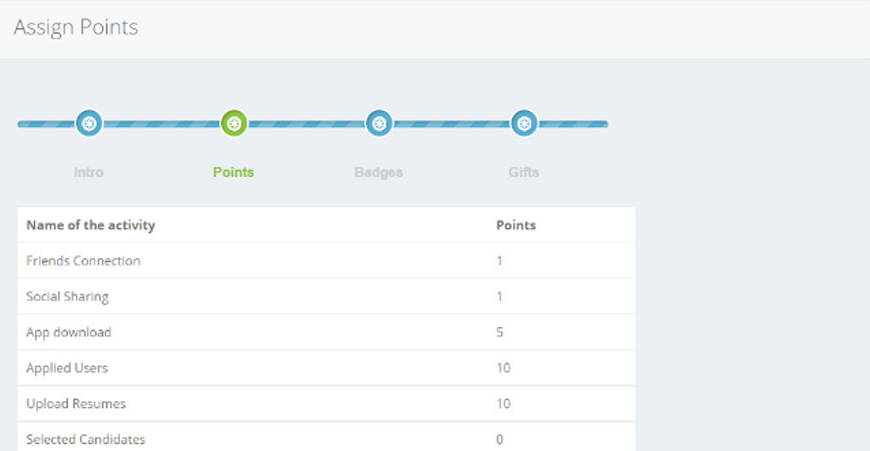 Assign Points
Intro Points Badges Gifts
Name of the activity Points
Friends Connection 1
Social Sharing 1
App download 5
Applied Users 10
Upload Resumes 10
Selected Candidates 0